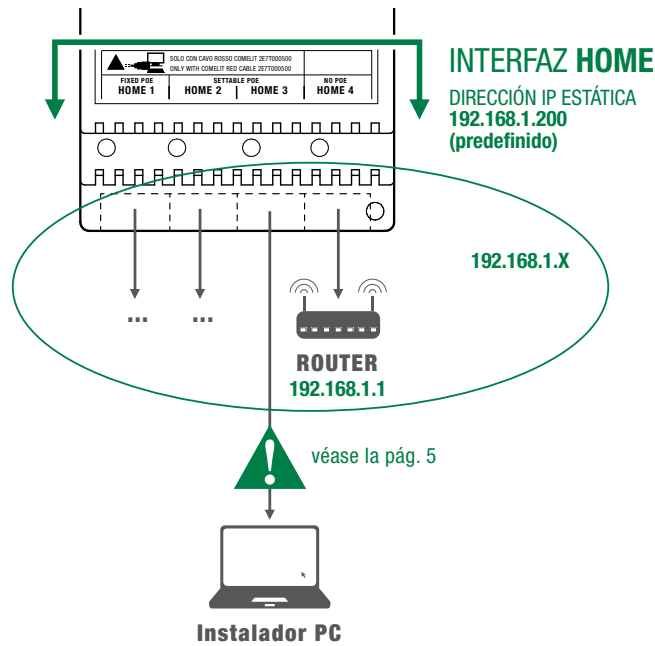 SOLO CON CAVO ROSSO COMELIT 2E7T000500
ONLY WITH COMELIT RED CABLE 2E7T000500
FIXED POE SETTABLE POE NO POE
HOME 1 HOME 2 HOME 3 HOME 4
INTERFAZ HOME
DIRECCIÓN IP ESTÁTICA
192.168.1.200
(predefinido)
192.168.1.X
... ...
ROUTER
192.168.1.1
! véase la pág. 5
Instalador PC